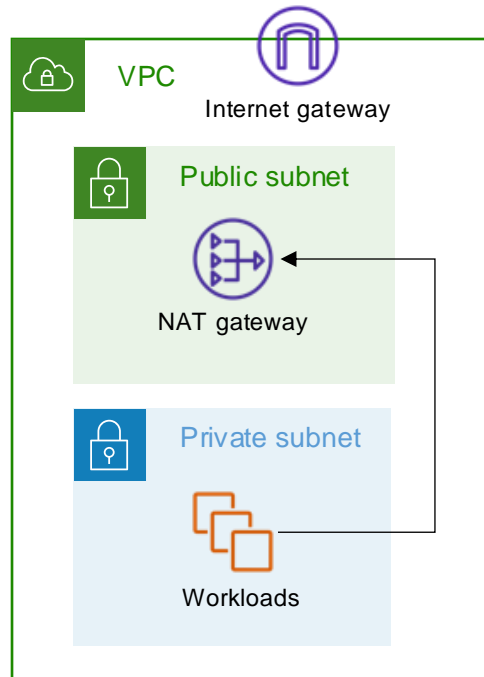 VPC
Internet gateway
Public subnet
NAT gateway
Private subnet
Workloads